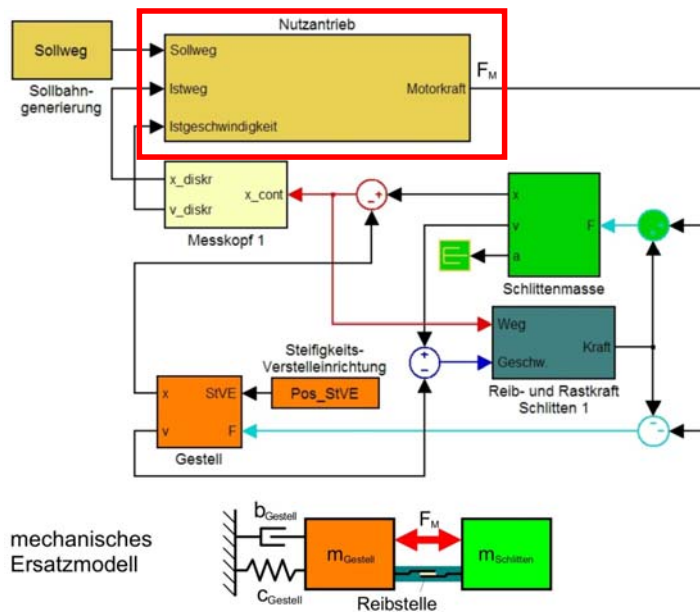 Nutzantrieb
Sollweg
Sollbahn-
generierung
Sollweg
Istweg
Istgeschwindigkeit
Motorkraft
F_M
x_diskr
v_diskr
x_cont
Messkopf 1
x
v
a
F
Schlittenmasse
Weg
Geschw.
Kraft
Reib- und Rastkraft
Schlitten 1
Steifigkeits-
Verstelleinrichtung
Pos_StVE
x
v
StVE
F
Gestell
mechanisches
Ersatzmodell
b_Gestell
c_Gestell
m_Gestell
F_M
m_Schlitten
Reibstelle